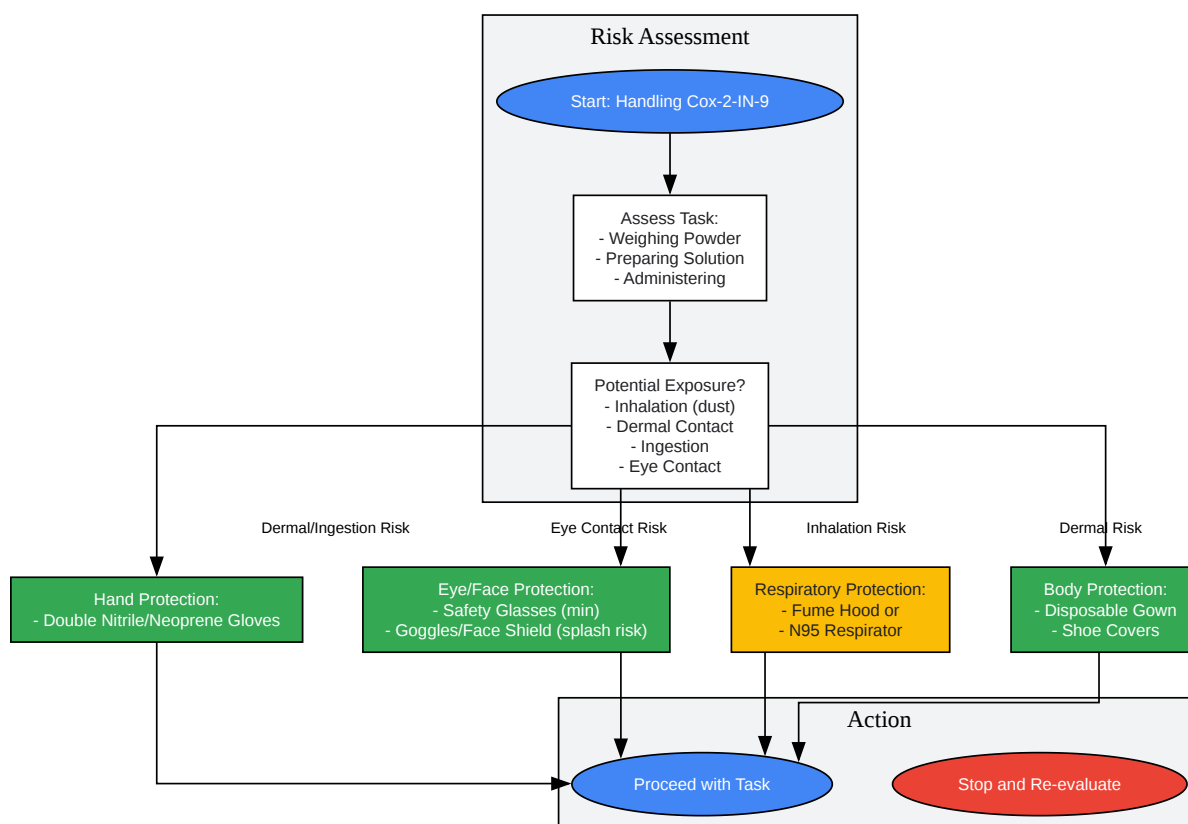 Risk Assessment
Start: Handling Cox-2-IN-9
Assess Task:
- Weighing Powder
- Preparing Solution
- Administering
Potential Exposure?
- Inhalation (dust)
- Dermal Contact
- Ingestion
- Eye Contact
Dermal/Ingestion Risk
Eye Contact Risk
Inhalation Risk
Dermal Risk
Hand Protection:
- Double Nitrile/Neoprene Gloves
Eye/Face Protection:
- Safety Glasses (min)
- Goggles/Face Shield (splash risk)
Respiratory Protection:
- Fume Hood or
- N95 Respirator
Body Protection:
- Disposable Gown
- Shoe Covers
Action
Proceed with Task
Stop and Re-evaluate